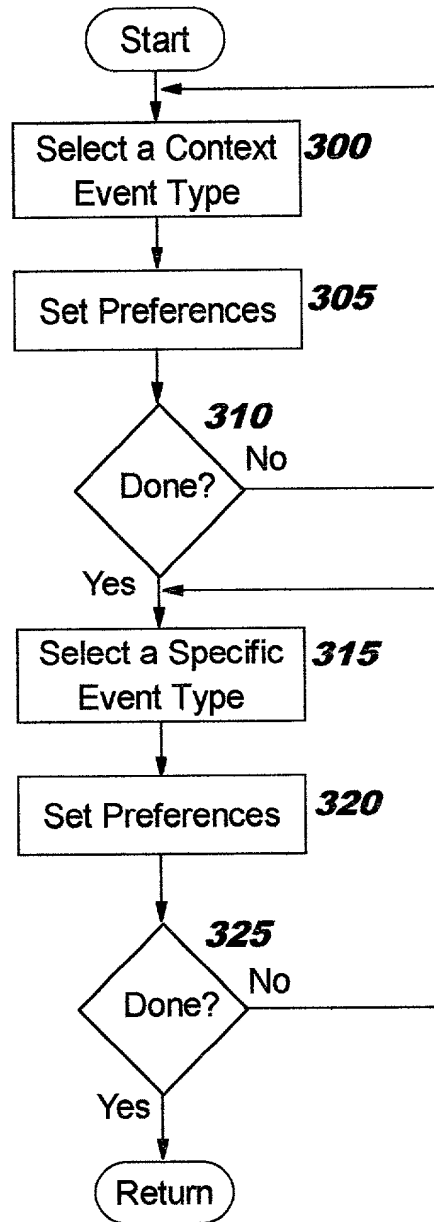 Start
Select a Context
Event Type
300
Set Preferences
305
310
Done?
No
Yes
Select a Specific
Event Type
315
Set Preferences
320
325
Done?
No
Yes
Return